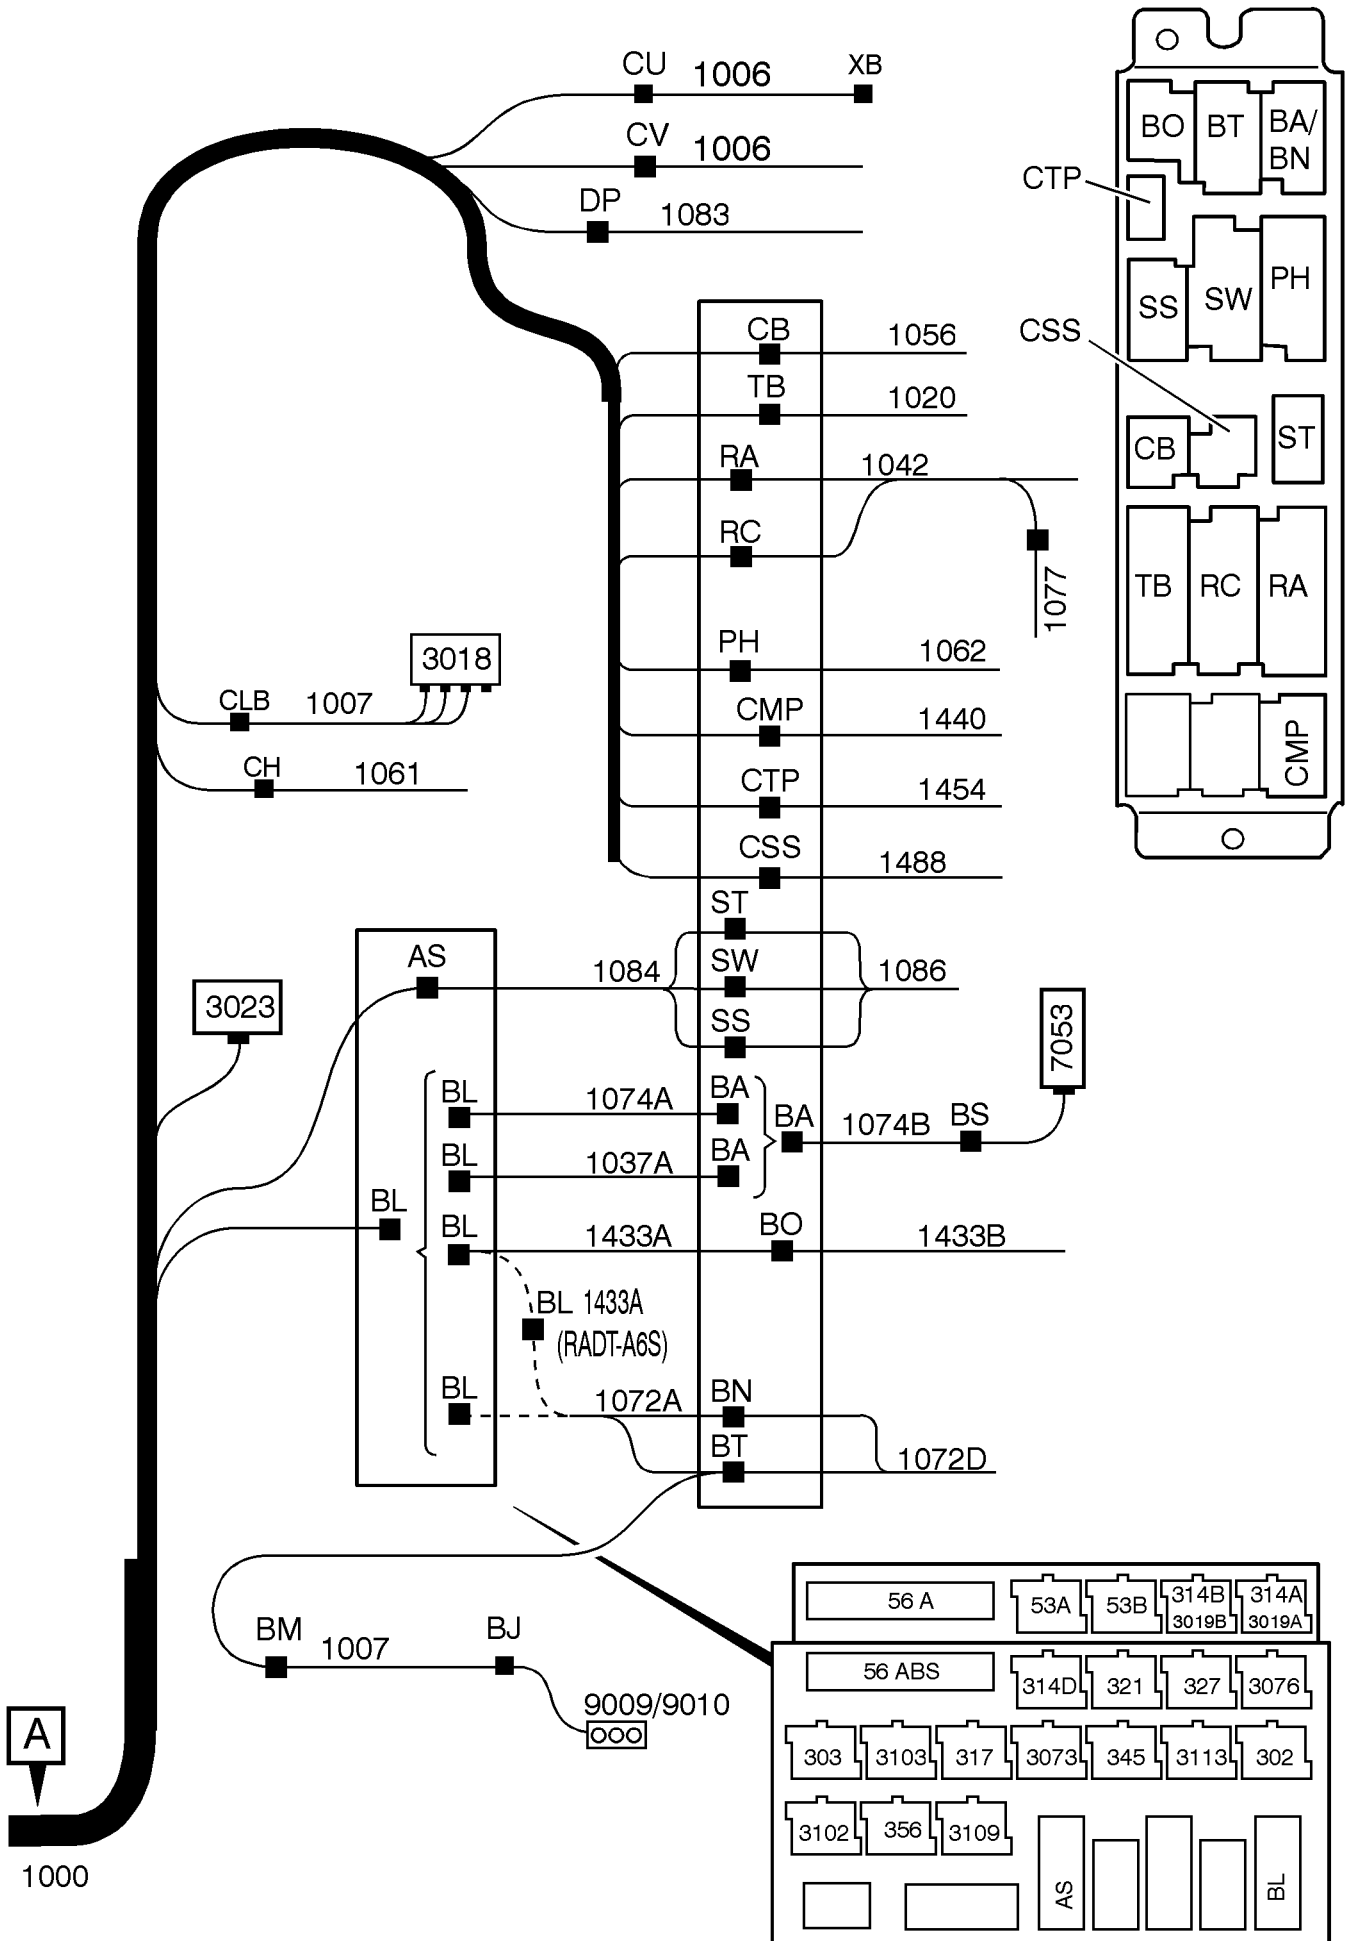 CU 1006 XB
CV 1006
DP 1083
CB 1056
TB 1020
RA 1042
RC
1077
PH 1062
3018
CLB 1007
CMP 1440
CH 1061
CTP 1454
CSS 1488
ST
AS 1084 SW 1086
SS
3023
7053
BL 1074A BA
BA 1074B BS
BL 1037A BA
BL
BL 1433A BO 1433B
BL 1433A
(RADT-A6S)
BL 1072A BN
BT 1072D
BM 1007 BJ
9009/9010
A
1000
BO BT BA/
BN
CTP
SS SW PH
CSS
CB ST
TB RC RA
CMP
56 A 53A 53B 314B 314A
3019B 3019A
56 ABS 314D 321 327 3076
303 3103 317 3073 345 3113 302
3102 356 3109
AS BL